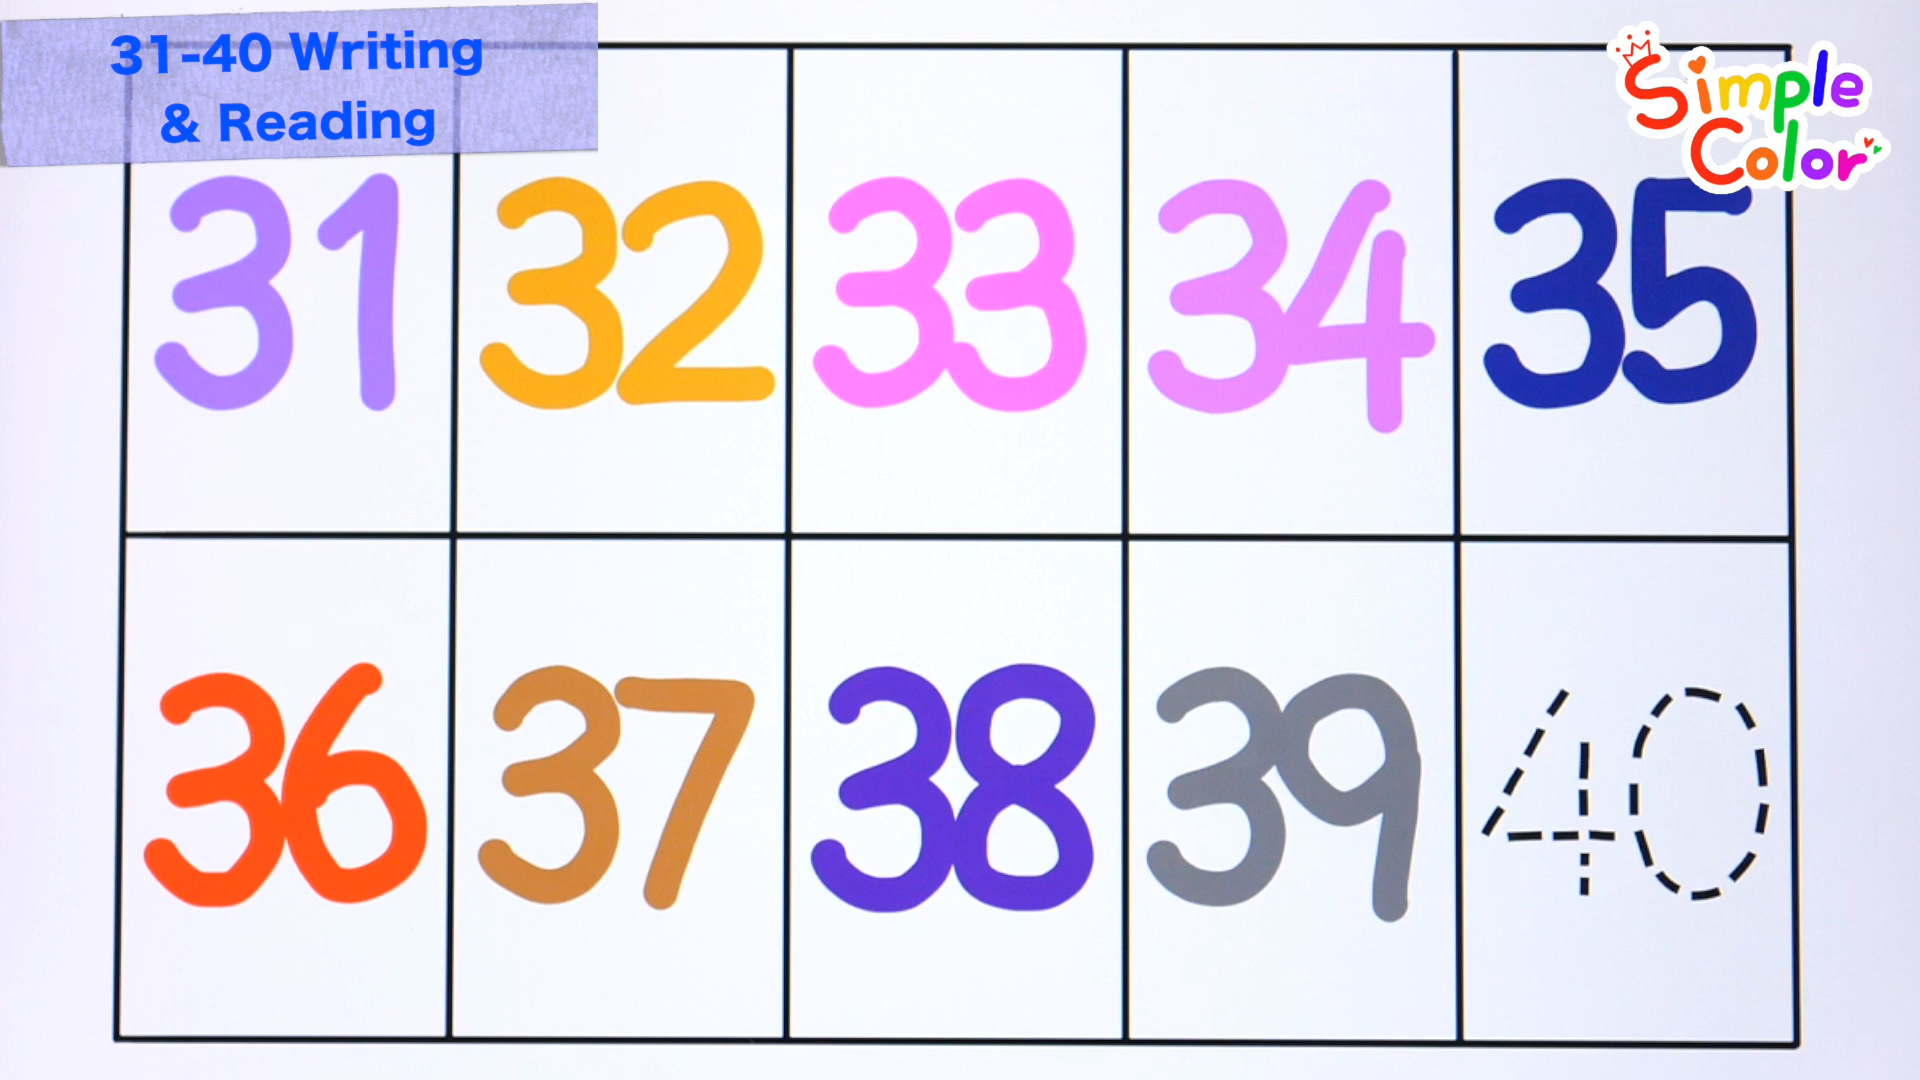 31-40 Writing
& Reading
Simple
Color
31 32 33 34 35
36 37 38 39 40